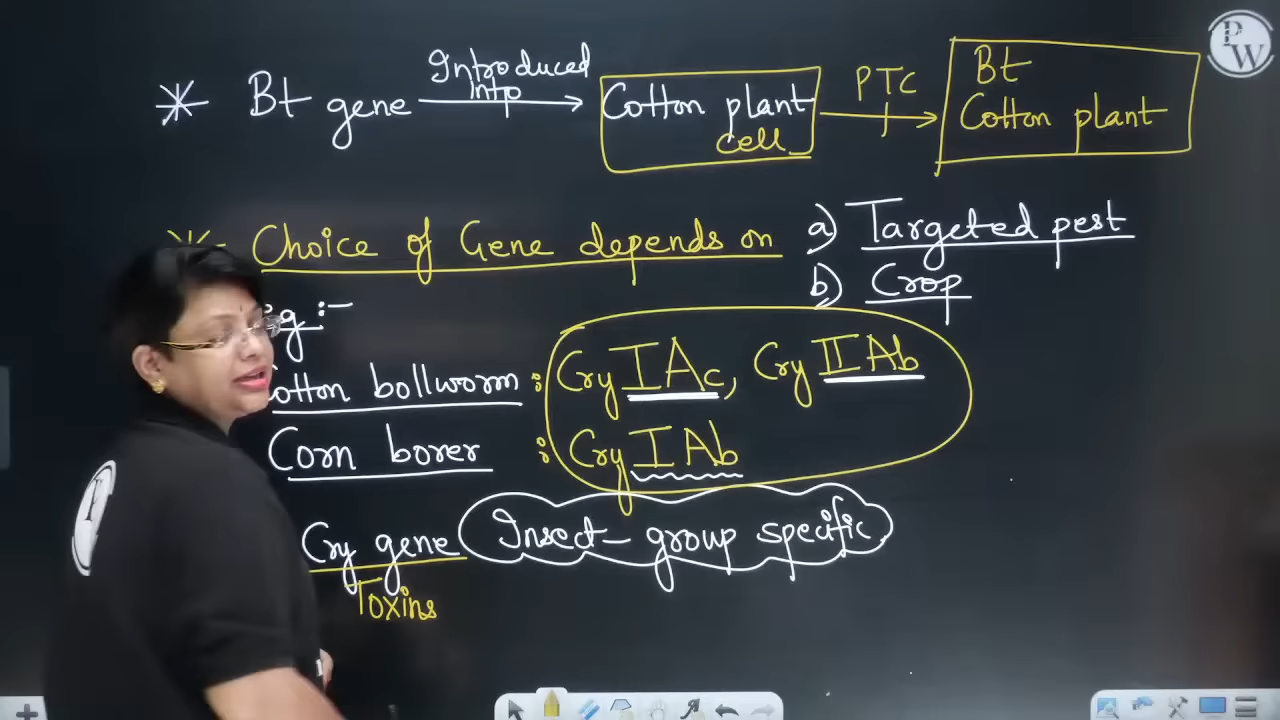 Bt gene Introduced Into Cotton plant cell PTC Bt Cotton plant
Choice of Gene depends on a) Targeted pest
b) Crop
g :-
otton bollworm : Cry IAc, Cry IIAb
Corn borer : Cry IAb
Cry gene Insect-group specific
Toxins
PW